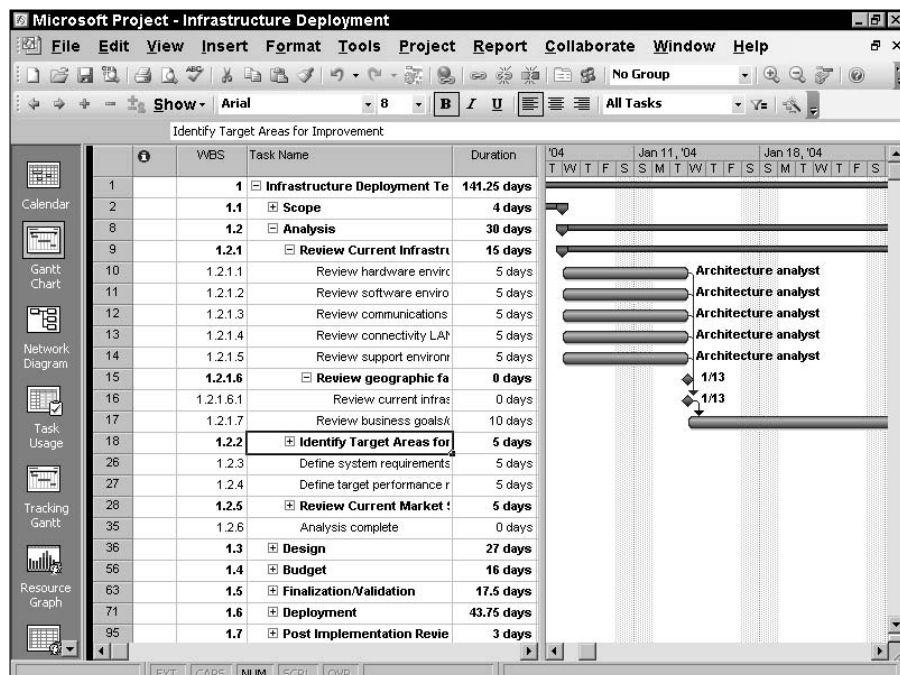 Microsoft Project - Infrastructure Deployment
File Edit View Insert Format Tools Project Report Collaborate Window Help
No Group
Show Arial 8 B I U All Tasks
Identify Target Areas for Improvement
WBS Task Name Duration '04 Jan 11, '04 Jan 18, '04
T W T F S S M T W T F S S M T W T F S
1 1 Infrastructure Deployment Te 141.25 days
Calendar
2 1.1 Scope 4 days
8 1.2 Analysis 30 days
9 1.2.1 Review Current Infrastru 15 days
Gantt Chart
10 1.2.1.1 Review hardware enviro 5 days Architecture analyst
11 1.2.1.2 Review software enviro 5 days Architecture analyst
12 1.2.1.3 Review communications 5 days Architecture analyst
13 1.2.1.4 Review connectivity LAN 5 days Architecture analyst
Network Diagram
14 1.2.1.5 Review support environ 5 days Architecture analyst
15 1.2.1.6 Review geographic fa 0 days 1/13
16 1.2.1.6.1 Review current infras 0 days 1/13
17 1.2.1.7 Review business goals/ 10 days
Task Usage
18 1.2.2 Identify Target Areas for 5 days
26 1.2.3 Define system requirements 5 days
27 1.2.4 Define target performance r 5 days
28 1.2.5 Review Current Market 5 days
Tracking Gantt
35 1.2.6 Analysis complete 0 days
36 1.3 Design 27 days
56 1.4 Budget 16 days
63 1.5 Finalization/Validation 17.5 days
Resource Graph
71 1.6 Deployment 43.75 days
95 1.7 Post Implementation Revie 3 days
EXT CAPS NUM SCRL OVR